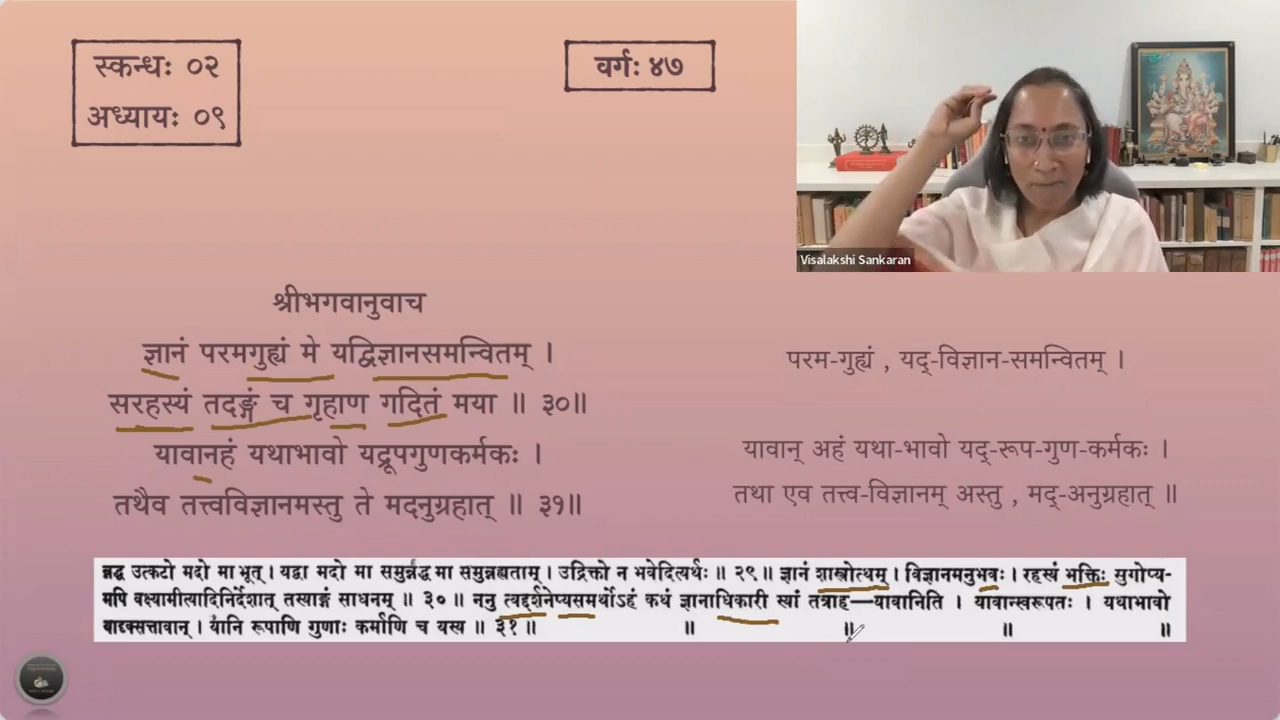 स्कन्धः ०२
अध्यायः ०९
वर्गः ४७
Visalakshi Sankaran
श्रीभगवानुवाच
ज्ञानं परमगुह्यं मे यद्विज्ञानसमन्वितम् ।
सरहस्यं तदङ्गं च गृहाण गदितं मया ॥ ३०॥
यावानहं यथाभावो यद्रूपगुणकर्मकः ।
तथैव तत्त्वविज्ञानमस्तु ते मदनुग्रहात् ॥ ३१॥
परम-गुह्यं , यद्-विज्ञान-समन्वितम् ।
यावान् अहं यथा-भावो यद्-रूप-गुण-कर्मकः ।
तथा एव तत्त्व-विज्ञानम् अस्तु , मद्-अनुग्रहात् ॥
न्नद्ध उत्कटो मदो मा भूत् । यद्वा मदो मा समुन्नद्ध मा समुन्नह्यताम् । उद्रिक्तो न भवेदित्यर्थः ॥ २९ ॥ ज्ञानं शास्त्रोत्थम् । विज्ञानमनुभवः । रहस्यं भक्तिः सुगोप्य-
मपि वक्ष्यामीत्यादिनिर्देशात् तस्याङ्गं साधनम् ॥ ३० ॥ ननु त्वद्दर्शनेप्यसमर्थोऽहं कथं ज्ञानाधिकारी स्यां तत्राह—यावानिति । यावान्स्वरूपतः । यथाभावो
यादृक्सत्तावान् । यानि रूपाणि गुणाः कर्माणि च यस्य ॥ ३१ ॥ ॥ ॥ ॥ ॥